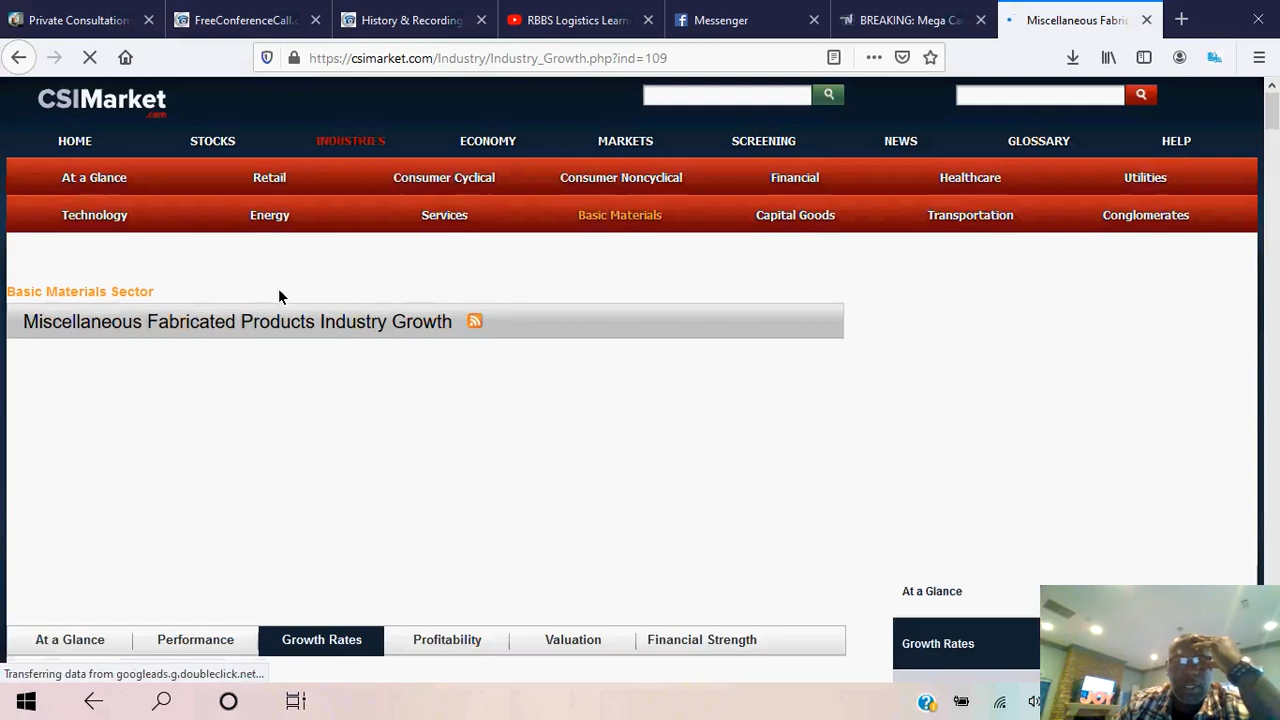 Private Consultation FreeConferenceCall.c History & Recording RBBS Logistics Learn Messenger BREAKING: Mega Ca Miscellaneous Fabric
https://csimarket.com/Industry/Industry_Growth.php?ind=109
CSIMarket
.com
HOME STOCKS INDUSTRIES ECONOMY MARKETS SCREENING NEWS GLOSSARY HELP
At a Glance Retail Consumer Cyclical Consumer Noncyclical Financial Healthcare Utilities
Technology Energy Services Basic Materials Capital Goods Transportation Conglomerates
Basic Materials Sector
Miscellaneous Fabricated Products Industry Growth
At a Glance
At a Glance Performance Growth Rates Profitability Valuation Financial Strength
Growth Rates
Transferring data from googleads.g.doubleclick.net...
JOY